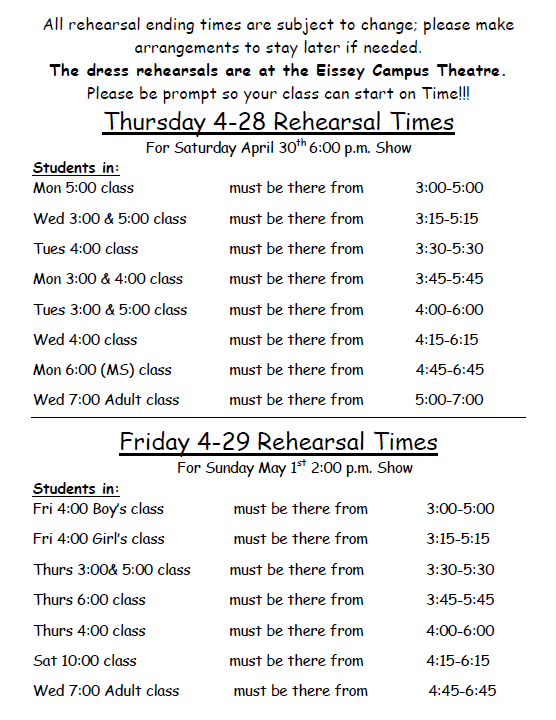 All rehearsal ending times are subject to change; please make
arrangements to stay later if needed.
The dress rehearsals are at the Eissey Campus Theatre.
Please be prompt so your class can start on Time!!!
Thursday 4-28 Rehearsal Times
For Saturday April 30th 6:00 p.m. Show
Students in:
Mon 5:00 class must be there from 3:00-5:00
Wed 3:00 & 5:00 class must be there from 3:15-5:15
Tues 4:00 class must be there from 3:30-5:30
Mon 3:00 & 4:00 class must be there from 3:45-5:45
Tues 3:00 & 5:00 class must be there from 4:00-6:00
Wed 4:00 class must be there from 4:15-6:15
Mon 6:00 (MS) class must be there from 4:45-6:45
Wed 7:00 Adult class must be there from 5:00-7:00
Friday 4-29 Rehearsal Times
For Sunday May 1st 2:00 p.m. Show
Students in:
Fri 4:00 Boy's class must be there from 3:00-5:00
Fri 4:00 Girl's class must be there from 3:15-5:15
Thurs 3:00& 5:00 class must be there from 3:30-5:30
Thurs 6:00 class must be there from 3:45-5:45
Thurs 4:00 class must be there from 4:00-6:00
Sat 10:00 class must be there from 4:15-6:15
Wed 7:00 Adult class must be there from 4:45-6:45